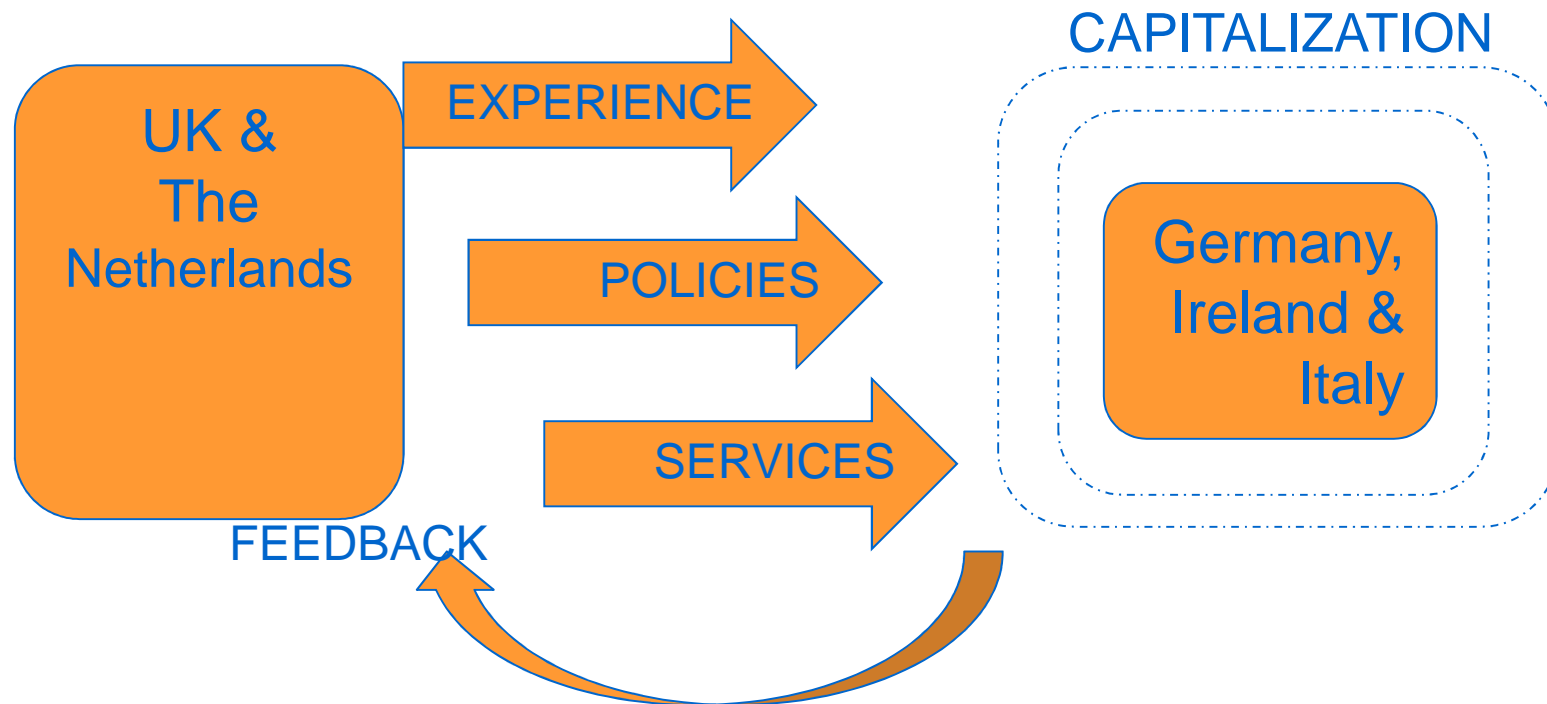 CAPITALIZATION
EXPERIENCE
UK &
The
Netherlands
POLICIES
Germany,
Ireland &
Italy
SERVICES
FEEDBACK